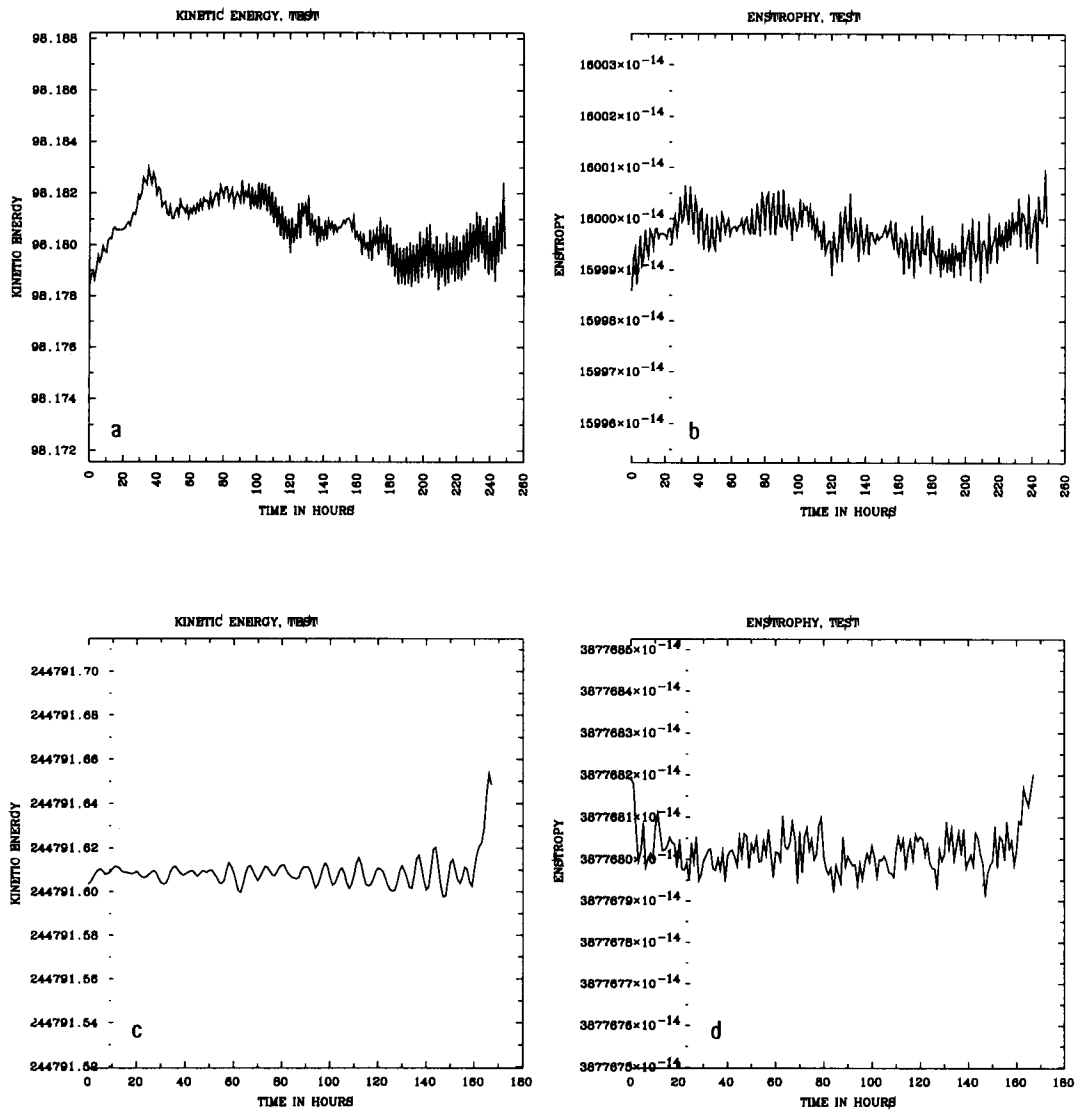 KINETIC ENERGY, TEST
98.188
98.186
98.184
98.182
98.180
98.178
98.176
98.174
98.172
KINETIC ENERGY
a
0 20 40 60 80 100 120 140 160 180 200 220 240 260
TIME IN HOURS
ENSTROPHY, TEST
16003×10-14
16002×10-14
16001×10-14
16000×10-14
15999×10-14
15998×10-14
15997×10-14
15996×10-14
ENSTROPY
b
0 20 40 60 80 100 120 140 160 180 200 220 240 260
TIME IN HOURS
KINETIC ENERGY, TEST
244791.70
244791.68
244791.66
244791.64
244791.62
244791.60
244791.58
244791.56
244791.54
244791.52
KINETIC ENERGY
c
0 20 40 60 80 100 120 140 160 180
TIME IN HOURS
ENSTROPHY, TEST
3877685×10-14
3877684×10-14
3877683×10-14
3877682×10-14
3877681×10-14
3877680×10-14
3877679×10-14
3877678×10-14
3877677×10-14
3877676×10-14
3877675×10-14
ENSTROPY
d
0 20 40 60 80 100 120 140 160 180
TIME IN HOURS